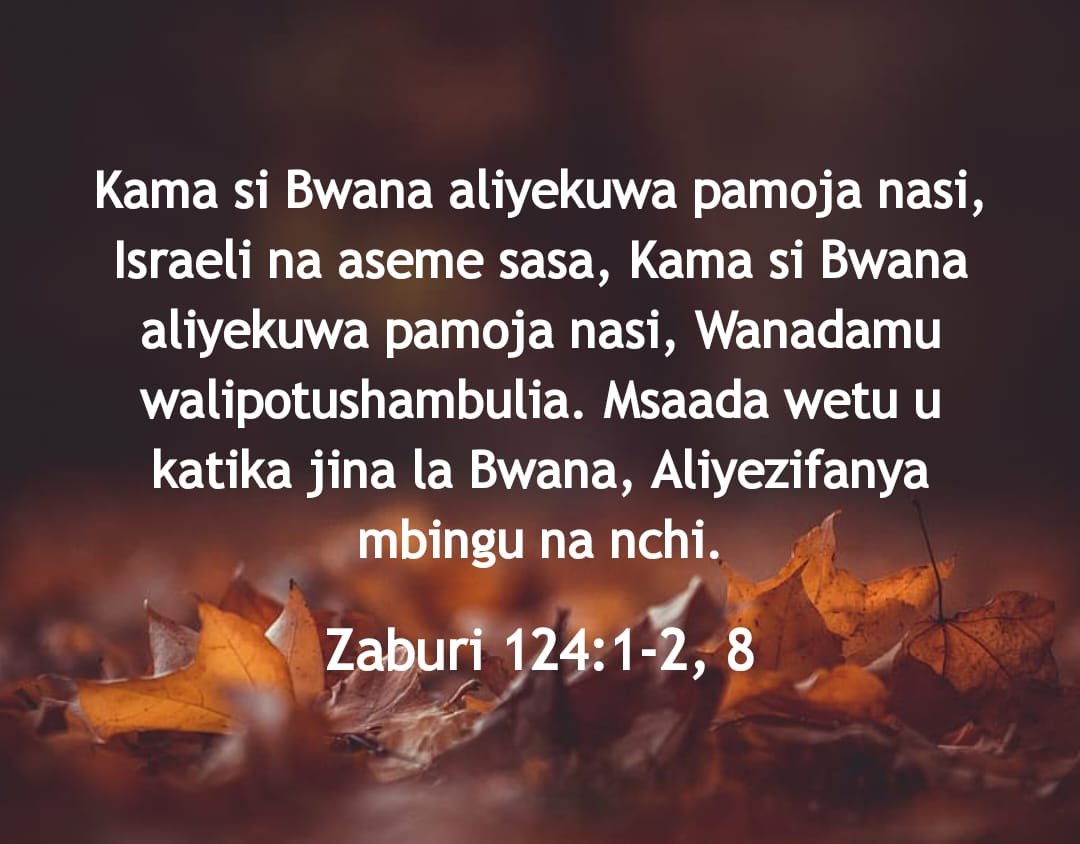 Kama si Bwana aliyekuwa pamoja nasi,
Israeli na aseme sasa, Kama si Bwana
aliyekuwa pamoja nasi, Wanadamu
walipotushambulia. Msaada wetu u
katika jina la Bwana, Aliyezifanya
mbingu na nchi.
Zaburi 124:1-2, 8